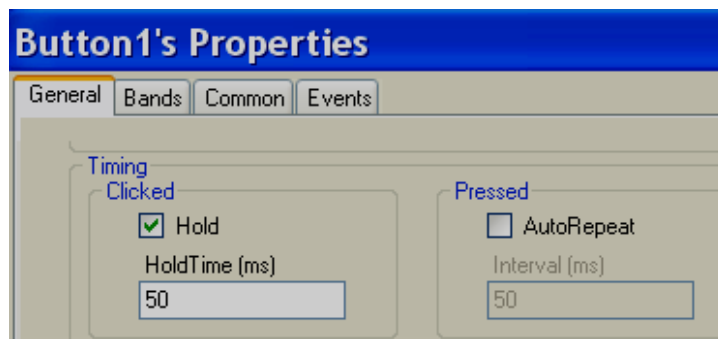 Button1's Properties
General Bands Common Events
Timing
Clicked Pressed
Hold AutoRepeat
HoldTime (ms) Interval (ms)
50 50